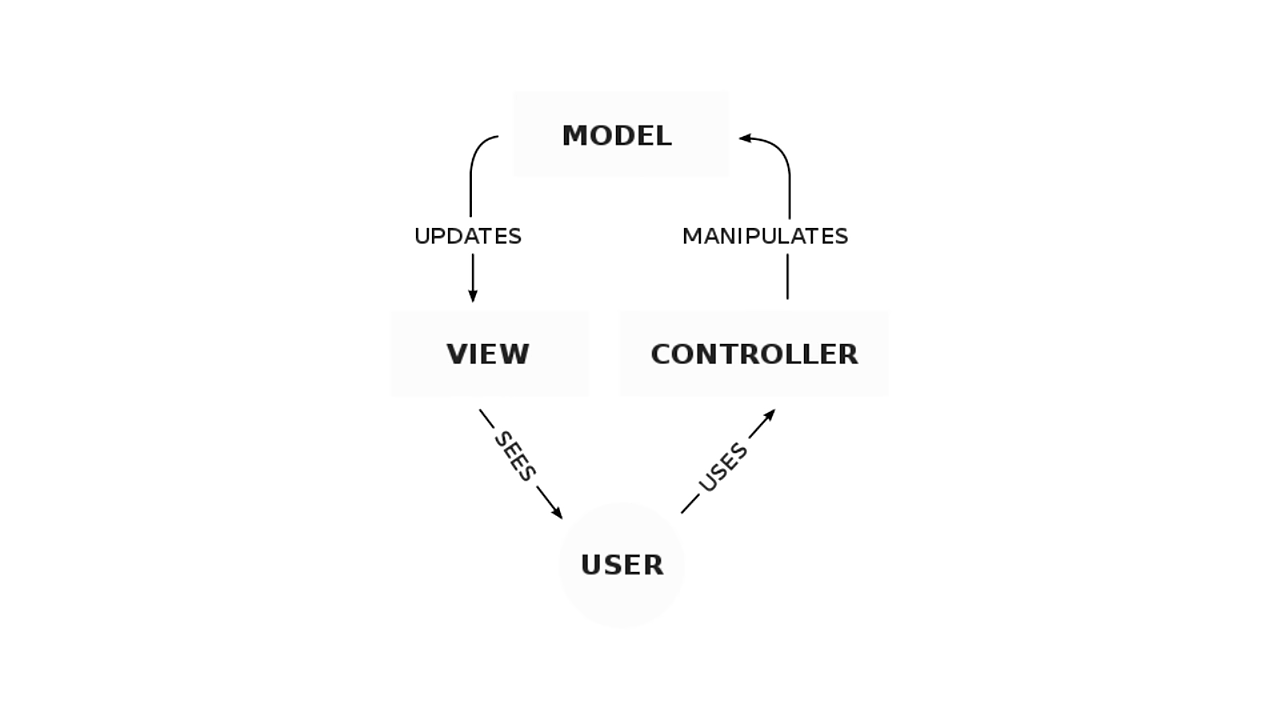 MODEL
UPDATES
MANIPULATES
VIEW
CONTROLLER
SEES
USES
USER